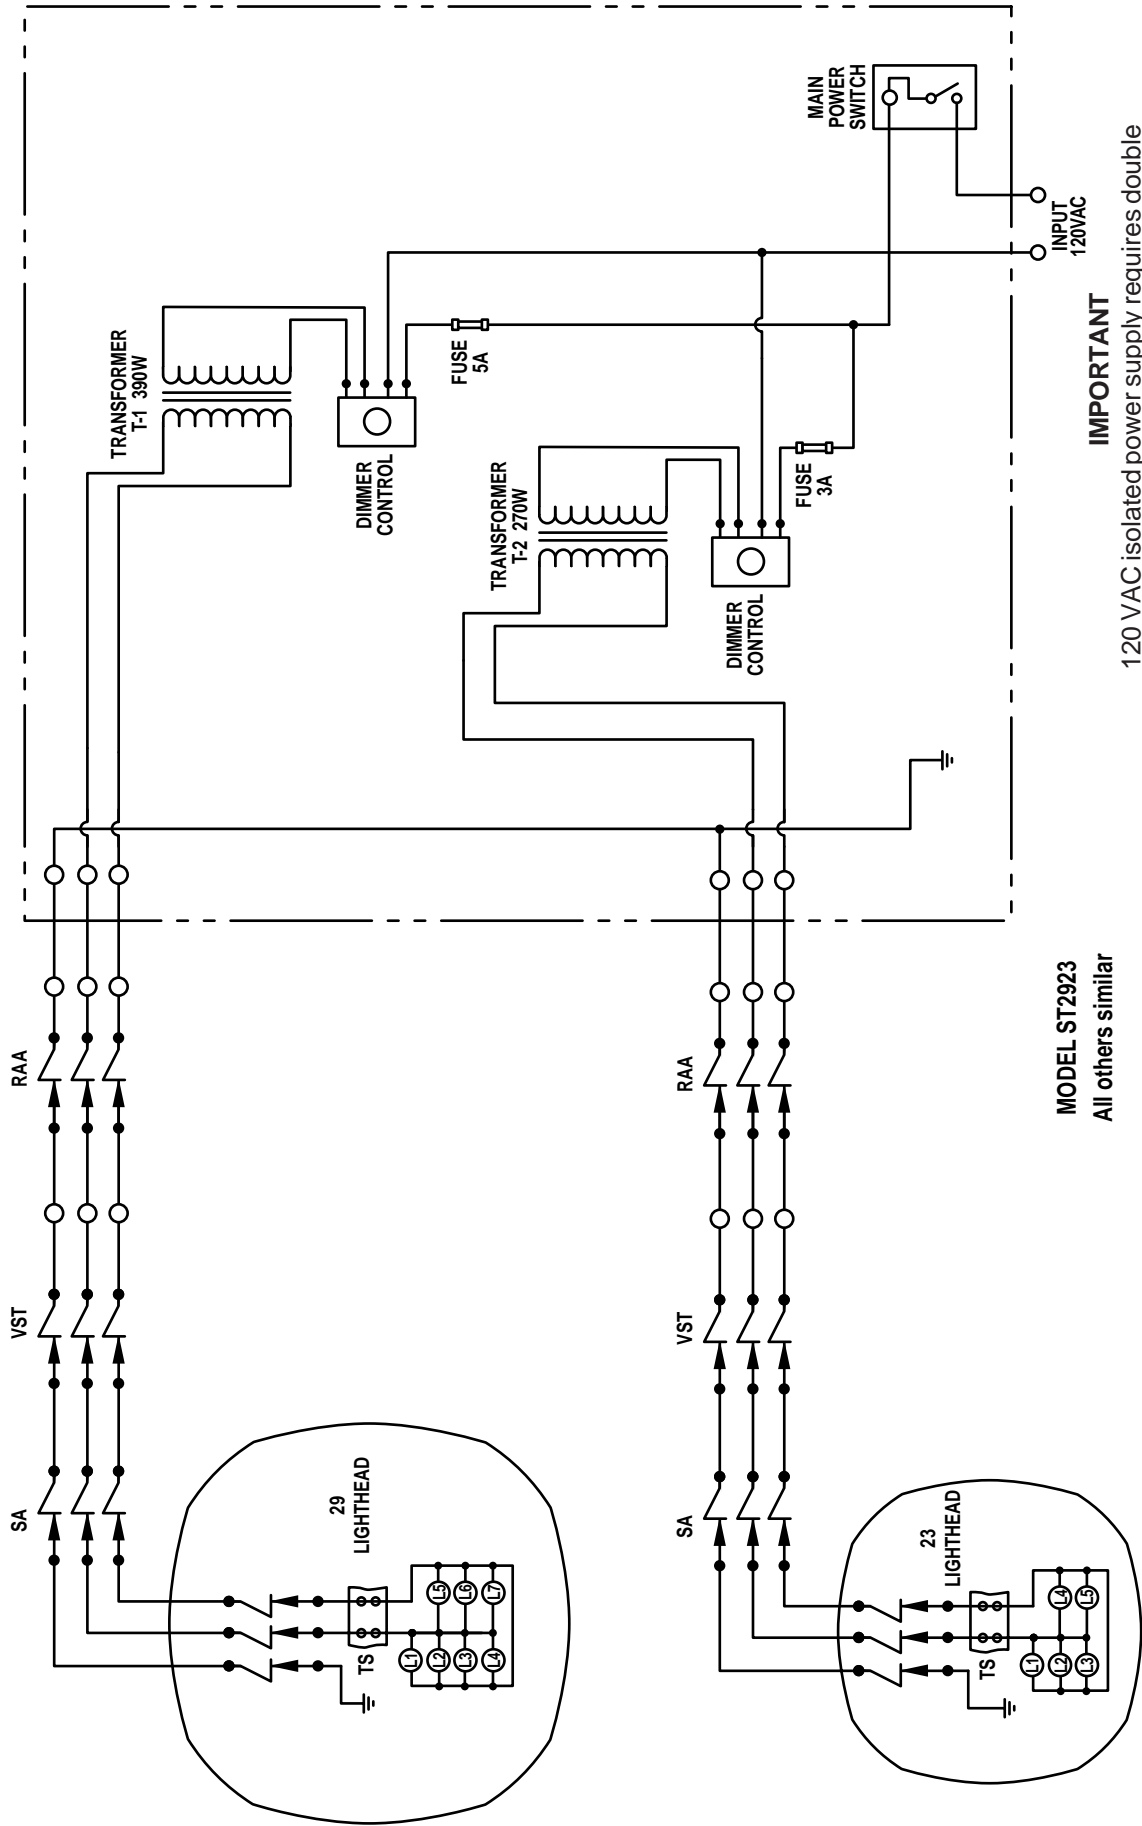 SA
VST
RAA
29
LIGHTHEAD
TS
L1
L2
L3
L4
L5
L6
L7
TRANSFORMER
T-1 390W
DIMMER
CONTROL
FUSE
5A
MAIN
POWER
SWITCH
SA
VST
RAA
23
LIGHTHEAD
TS
L1
L2
L3
L4
L5
TRANSFORMER
T-2 270W
DIMMER
CONTROL
FUSE
3A
INPUT
120VAC
MODEL ST2923
All others similar
IMPORTANT
120 VAC isolated power supply requires double